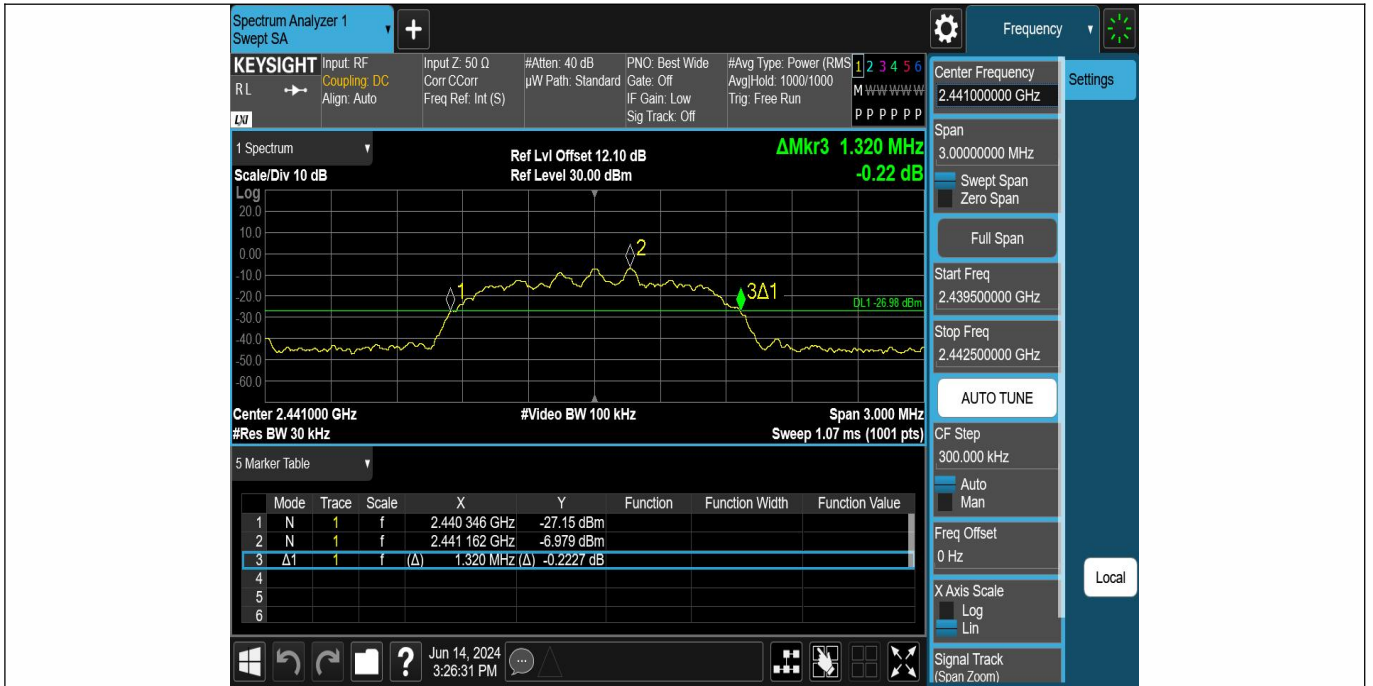 Spectrum Analyzer 1
Swept SA
Frequency
KEYSIGHT
RL
LXI
Input: RF
Coupling: DC
Align: Auto
Input Z: 50 Ω
Corr CCorr
Freq Ref: Int (S)
#Atten: 40 dB
µW Path: Standard
PNO: Best Wide
Gate: Off
IF Gain: Low
Sig Track: Off
#Avg Type: Power (RMS
Avg|Hold: 1000/1000
Trig: Free Run
1 2 3 4 5 6
M W W W W W
P P P P P P
1 Spectrum
Scale/Div 10 dB
Ref Lvl Offset 12.10 dB
Ref Level 30.00 dBm
ΔMkr3 1.320 MHz
-0.22 dB
Log
20.0
10.0
0.00
-10.0
-20.0
-30.0
-40.0
-50.0
-60.0
1
2
3Δ1
DL1 -26.98 dBm
Center 2.441000 GHz
#Video BW 100 kHz
Span 3.000 MHz
#Res BW 30 kHz
Sweep 1.07 ms (1001 pts)
5 Marker Table
Mode Trace Scale X Y Function Function Width Function Value
1 N 1 f 2.440 346 GHz -27.15 dBm
2 N 1 f 2.441 162 GHz -6.979 dBm
3 Δ1 1 f (Δ) 1.320 MHz (Δ) -0.2227 dB
4
5
6
?
Jun 14, 2024
3:26:31 PM
Center Frequency
2.441000000 GHz
Settings
Span
3.00000000 MHz
Swept Span
Zero Span
Full Span
Start Freq
2.439500000 GHz
Stop Freq
2.442500000 GHz
AUTO TUNE
CF Step
300.000 kHz
Auto
Man
Freq Offset
0 Hz
X Axis Scale
Log
Lin
Local
Signal Track
(Span Zoom)